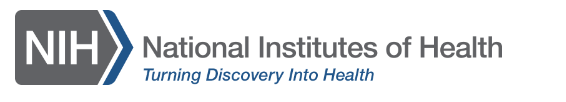 NIH National Institutes of Health
Turning Discovery Into Health